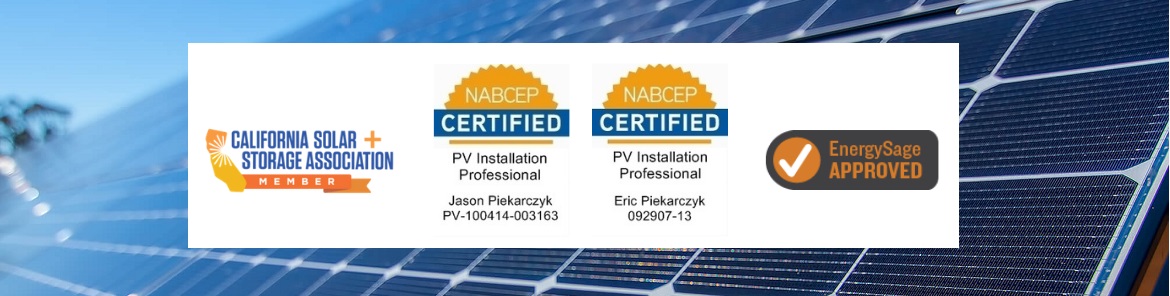 CALIFORNIA SOLAR +
STORAGE ASSOCIATION
MEMBER
NABCEP
CERTIFIED
PV Installation
Professional
Jason Piekarczyk
PV-100414-003163
NABCEP
CERTIFIED
PV Installation
Professional
Eric Piekarczyk
092907-13
EnergySage
APPROVED